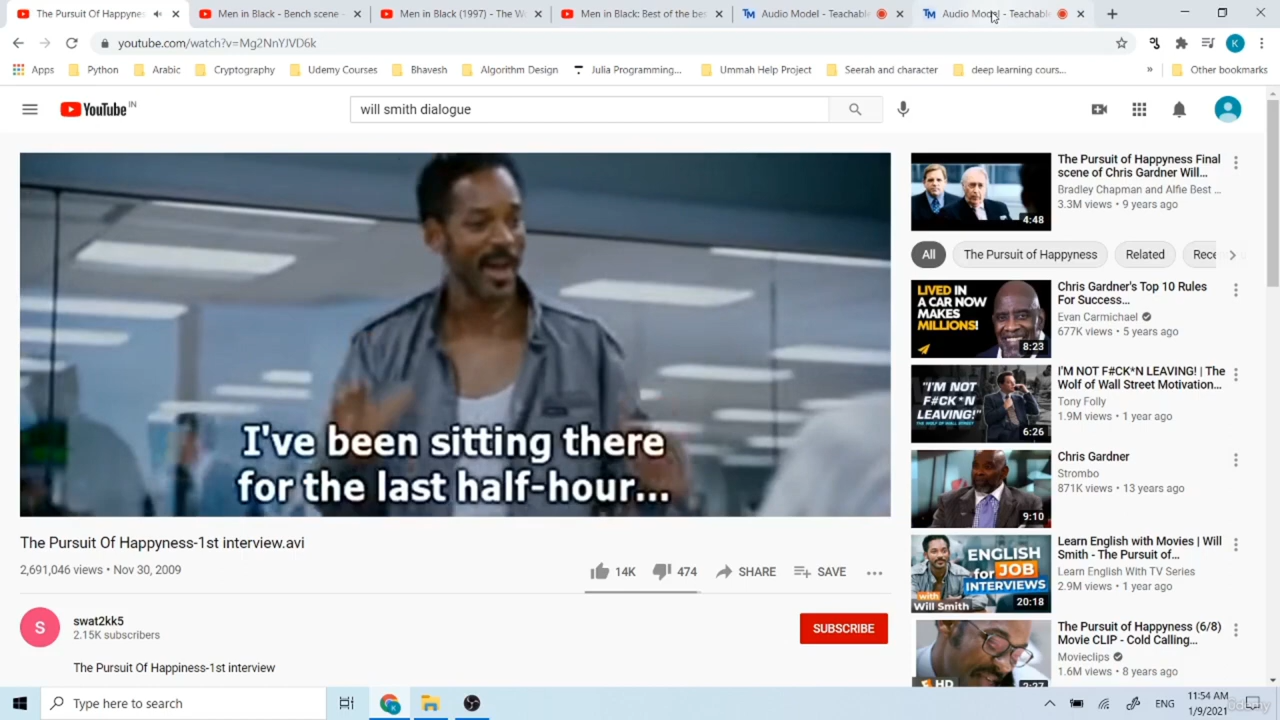 The Pursuit Of Happynes
Men in Black - Bench scene -
Men in Black (1997) - The W
Men in Black: Best of the bes
Audio Model - Teachable
Audio Model - Teachable
youtube.com/watch?v=Mg2NnYJVD6k
K
Apps
Python
Arabic
Cryptography
Udemy Courses
Bhavesh
Algorithm Design
Julia Programming...
Ummah Help Project
Seerah and character
deep learning cours...
»
Other bookmarks
YouTube IN
will smith dialogue
I've been sitting there
for the last half-hour...
The Pursuit Of Happyness-1st interview.avi
2,691,046 views • Nov 30, 2009
14K
474
SHARE
SAVE
S
swat2kk5
2.15K subscribers
SUBSCRIBE
The Pursuit Of Happiness-1st interview
The Pursuit of Happyness Final
scene of Chris Gardner Will...
Bradley Chapman and Alfie Best ...
3.3M views • 9 years ago
4:48
All
The Pursuit of Happyness
Related
Rece
LIVED IN
A CAR NOW
MAKES
MILLIONS!
8:23
Chris Gardner's Top 10 Rules
For Success...
Evan Carmichael
677K views • 5 years ago
"I'M NOT
F#CK*N
LEAVING!"
6:26
I'M NOT F#CK*N LEAVING! | The
Wolf of Wall Street Motivation...
Tony Folly
1.9M views • 1 year ago
9:10
Chris Gardner
Strombo
871K views • 13 years ago
ENGLISH
for JOB
INTERVIEWS
with
Will Smith
20:18
Learn English with Movies | Will
Smith - The Pursuit of...
Learn English With TV Series
2.9M views • 1 year ago
HD
2:27
The Pursuit of Happyness (6/8)
Movie CLIP - Cold Calling...
Movieclips
1.6M views • 8 years ago
Type here to search
ENG
11:54 AM
1/9/2021